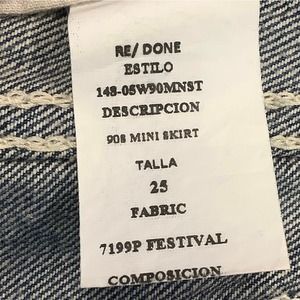 RE/ DONE
ESTILO
148-05W90MNST
DESCRIPCION
90S MINI SKIRT
TALLA
25
FABRIC
7199P FESTIVAL
COMPOSICION